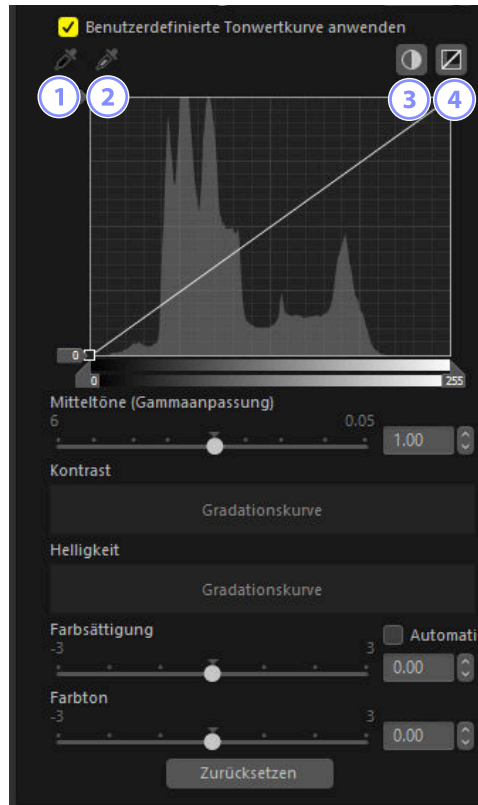 Benutzerdefinierte Tonwertkurve anwenden
1 2 3 4
0
0 255
Mitteltöne (Gammaanpassung)
6 0.05
1.00
Kontrast
Gradationskurve
Helligkeit
Gradationskurve
Farbsättigung
Automati
-3 3
0.00
Farbton
-3 3
0.00
Zurücksetzen